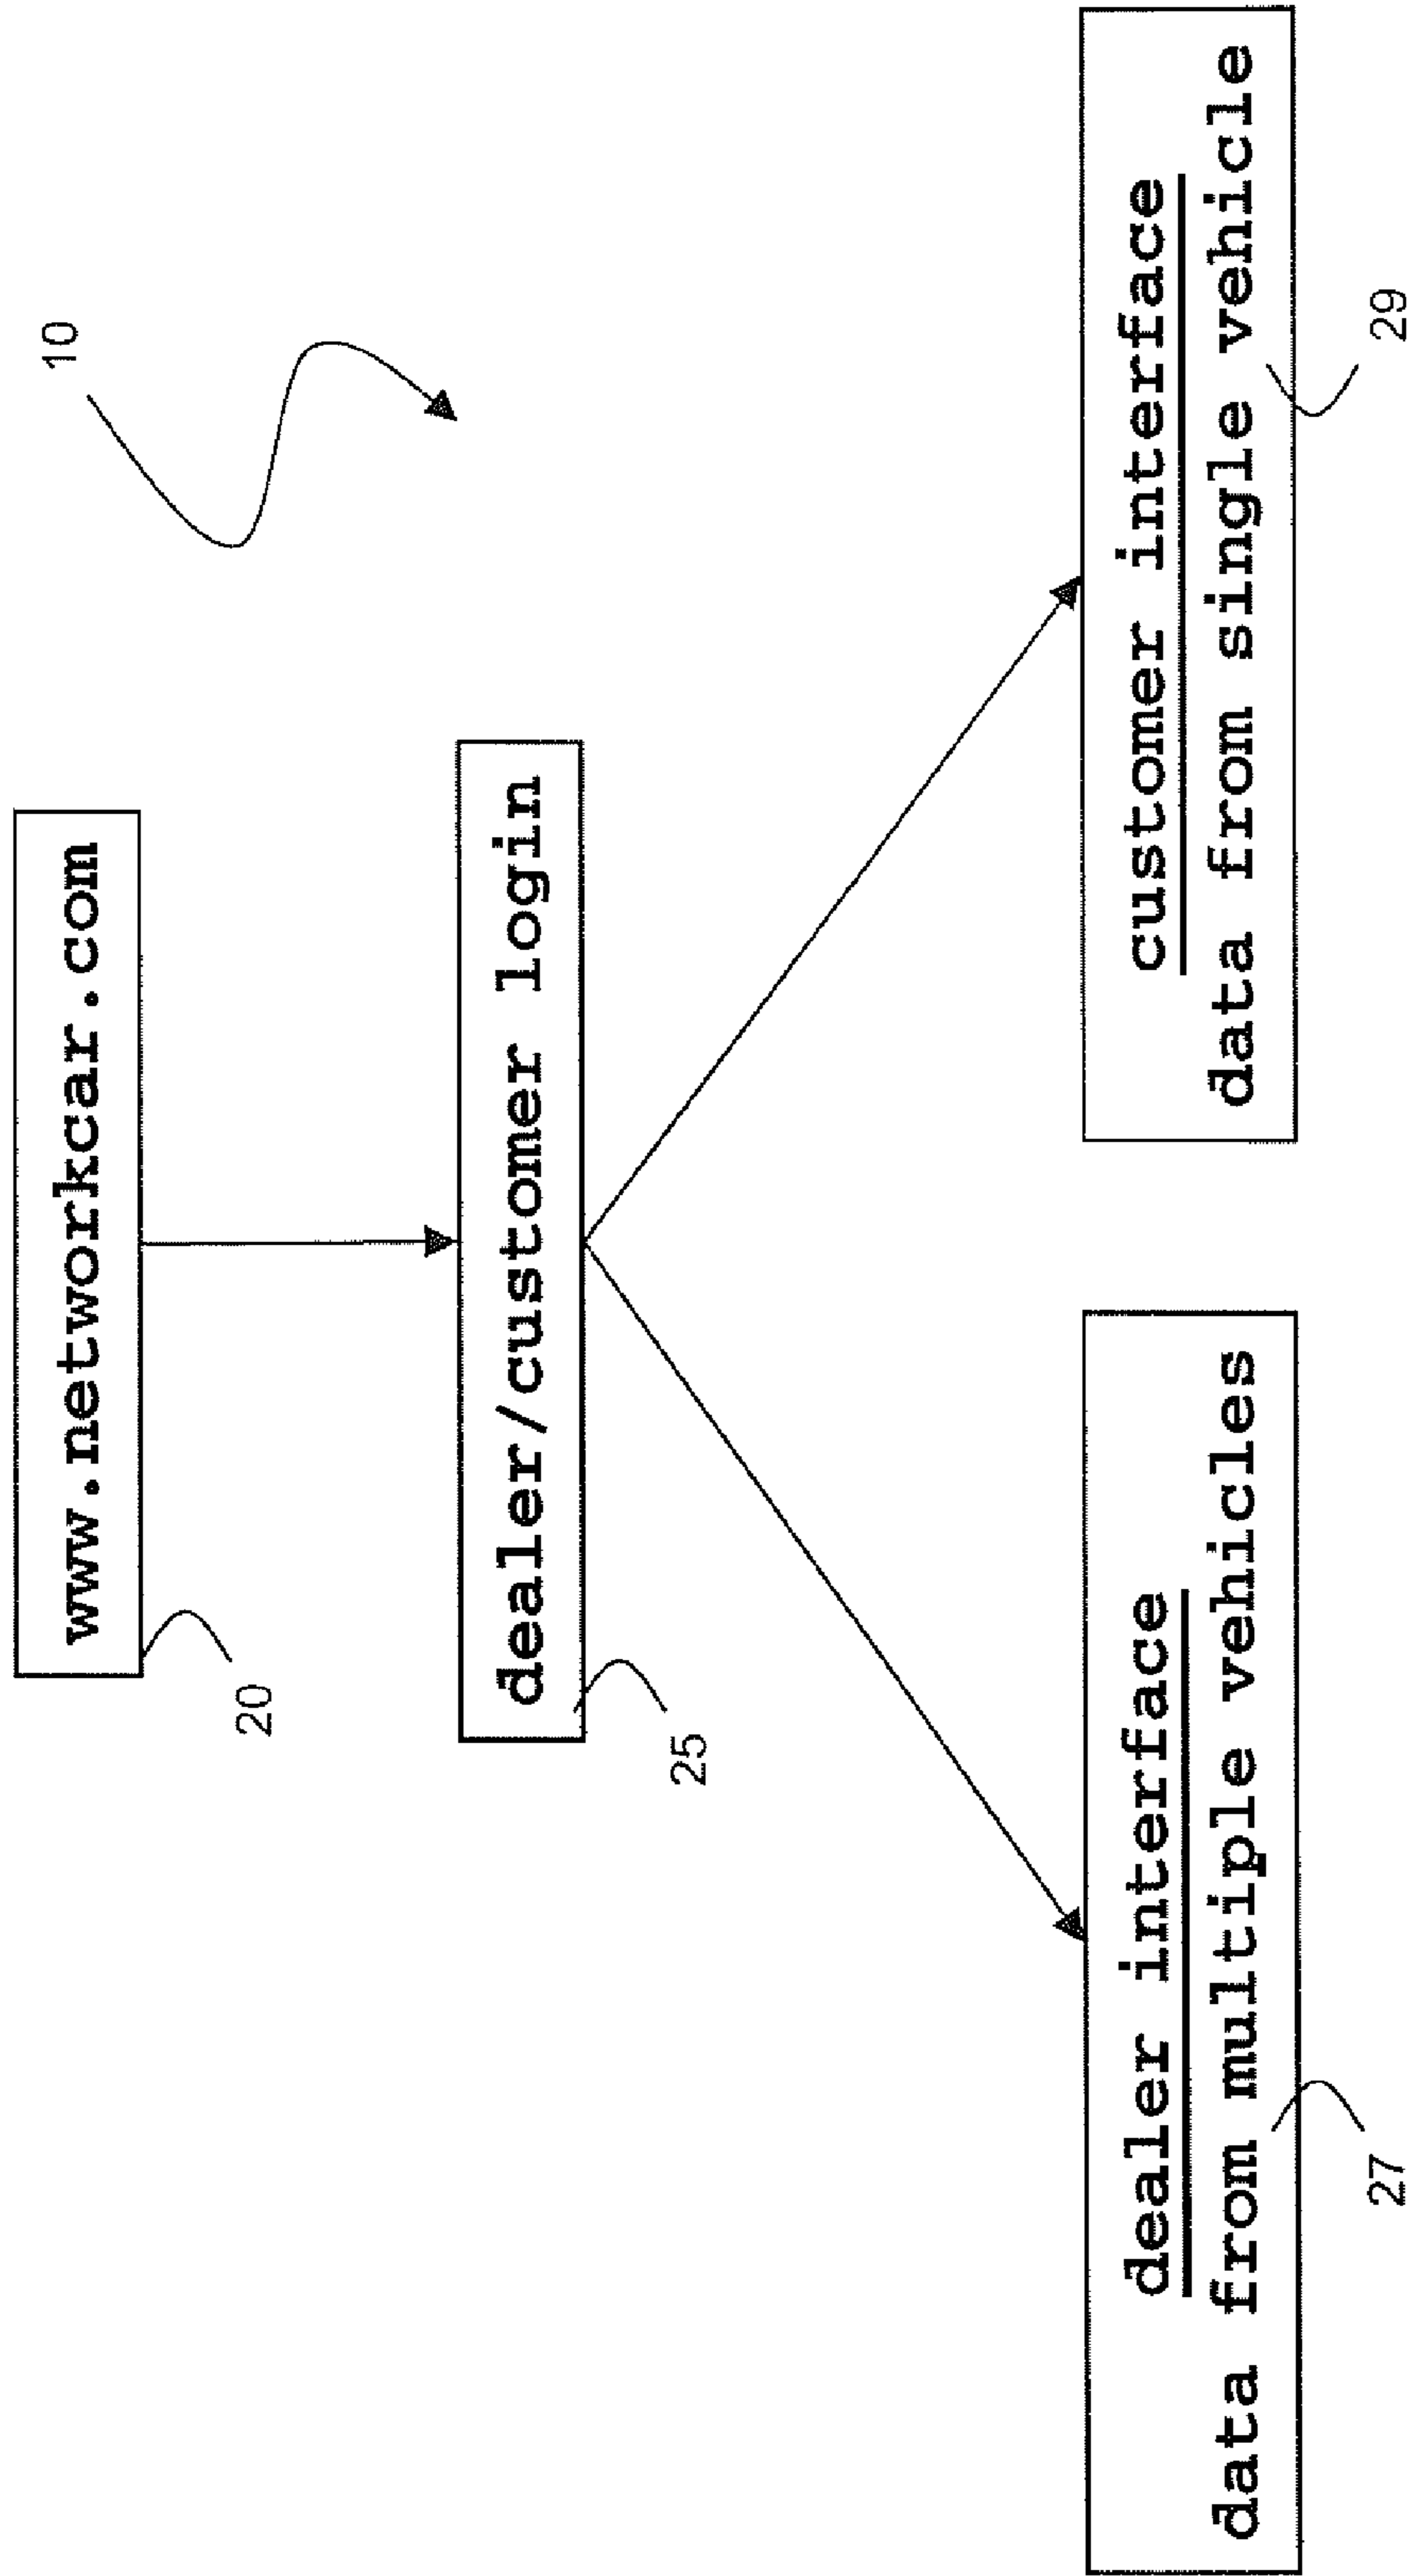 10
www.networkcar.com
20
dealer/customer login
25
dealer interface
data from multiple vehicles
27
customer interface
data from single vehicle
29